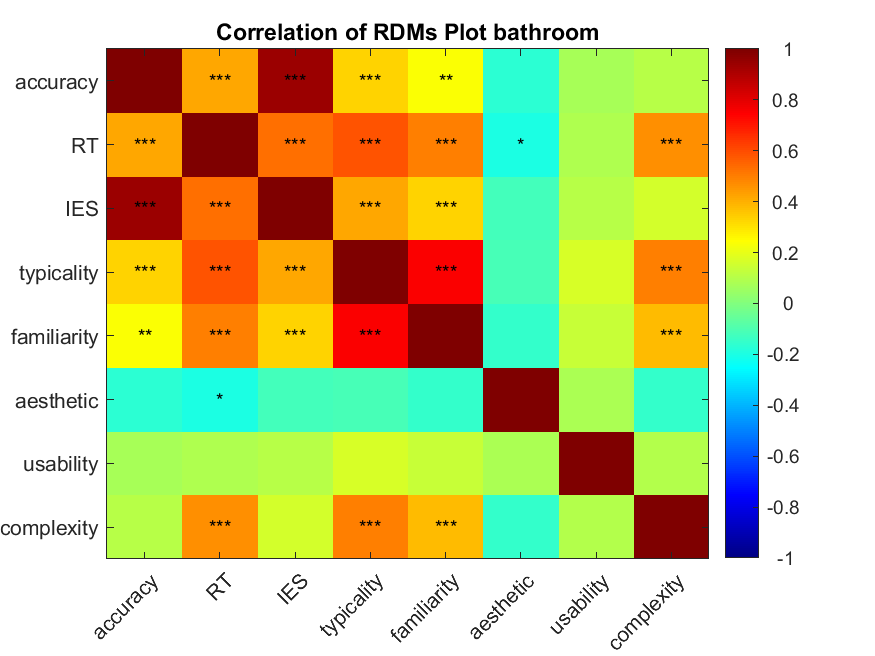 Correlation of RDMs Plot bathroom
accuracy *** *** *** **
RT *** *** *** *** * ***
IES *** *** *** ***
typicality *** *** *** *** ***
familiarity ** *** *** *** ***
aesthetic *
usability
complexity *** *** ***
accuracy RT IES typicality familiarity aesthetic usability complexity
1
0.8
0.6
0.4
0.2
0
-0.2
-0.4
-0.6
-0.8
-1